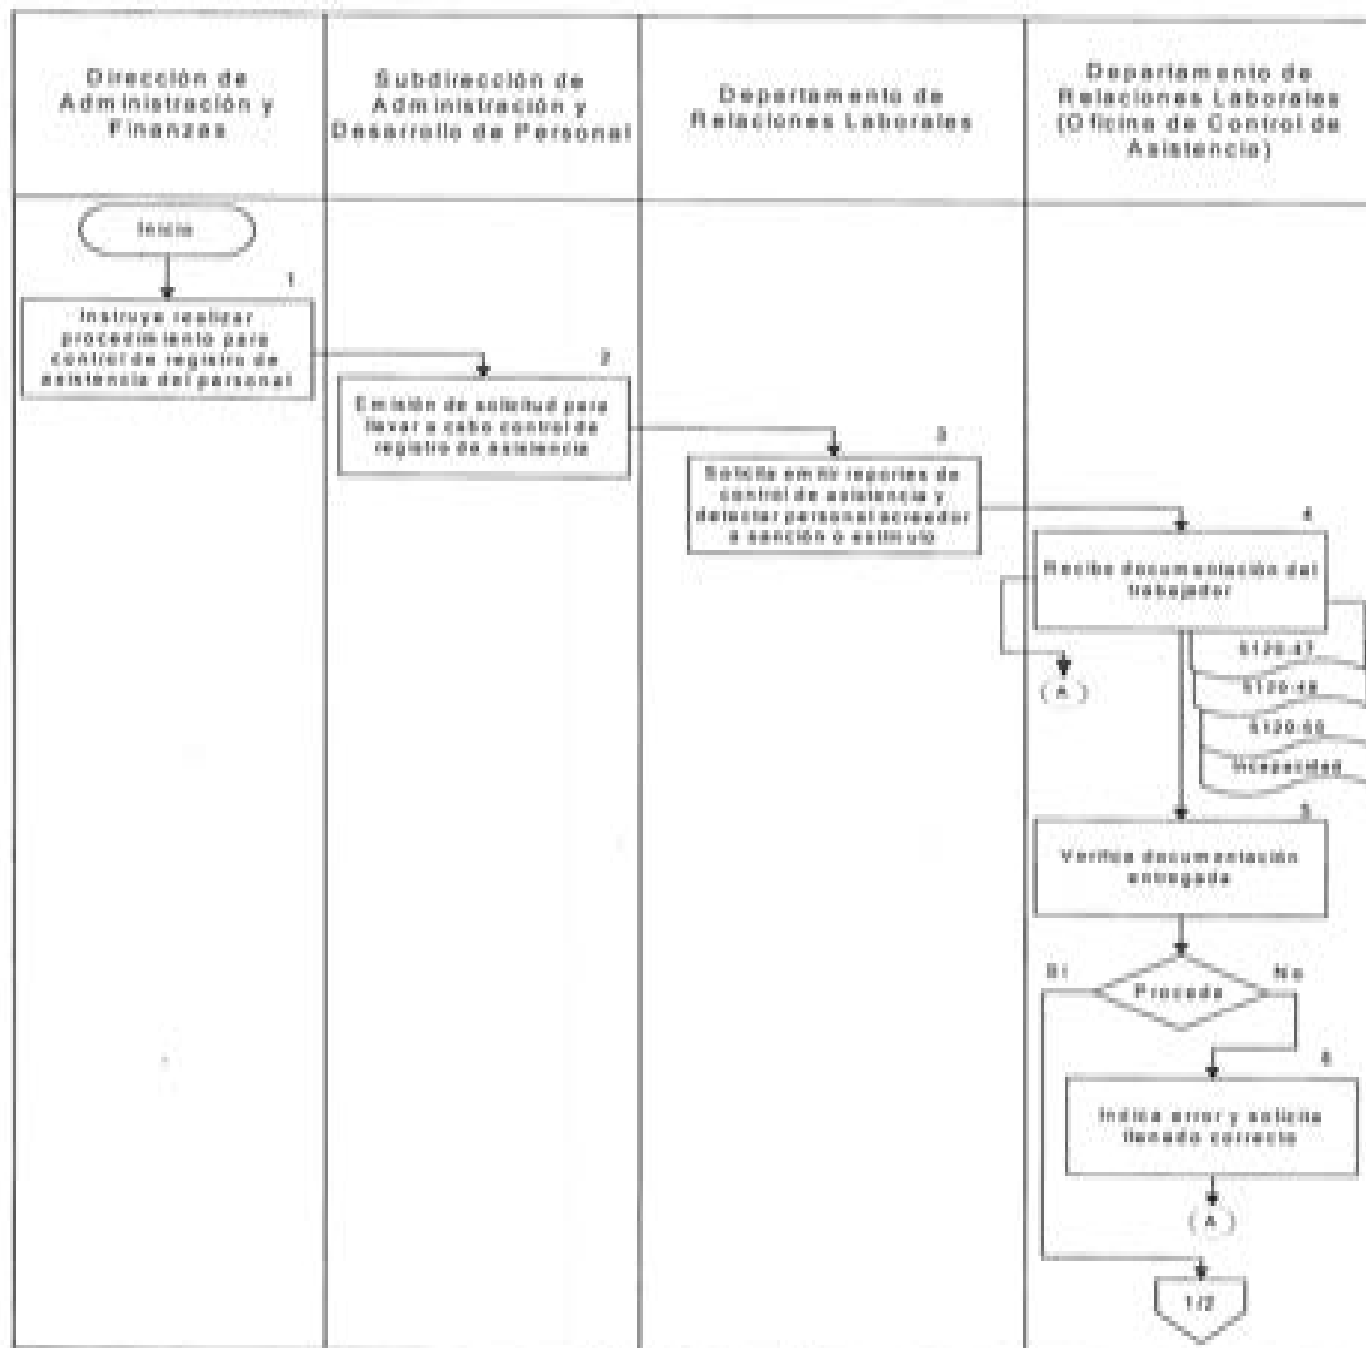 Dirección de
Administración y
Finanzas
Subdirección de
Administración y
Desarrollo de Personal
Departamento de
Relaciones Laborales
Departamento de
Relaciones Laborales
(Oficina de Control de
Asistencia)
Inicio
1
Instruye realizar
procedimiento para
control de registro de
asistencia del personal
2
Emisión de solicitud para
llevar a cabo control de
registro de asistencia
3
Solicita emitir reportes de
control de asistencia y
detectar personal acreedor
a sanción o estímulo
4
Recibe documentación del
trabajador
(A)
5120-47
5120-48
Incapacidad
5
Verifica documentación
entregada
Si
No
Procede
6
Indica error y solicita
llenado correcto
(A)
1/2